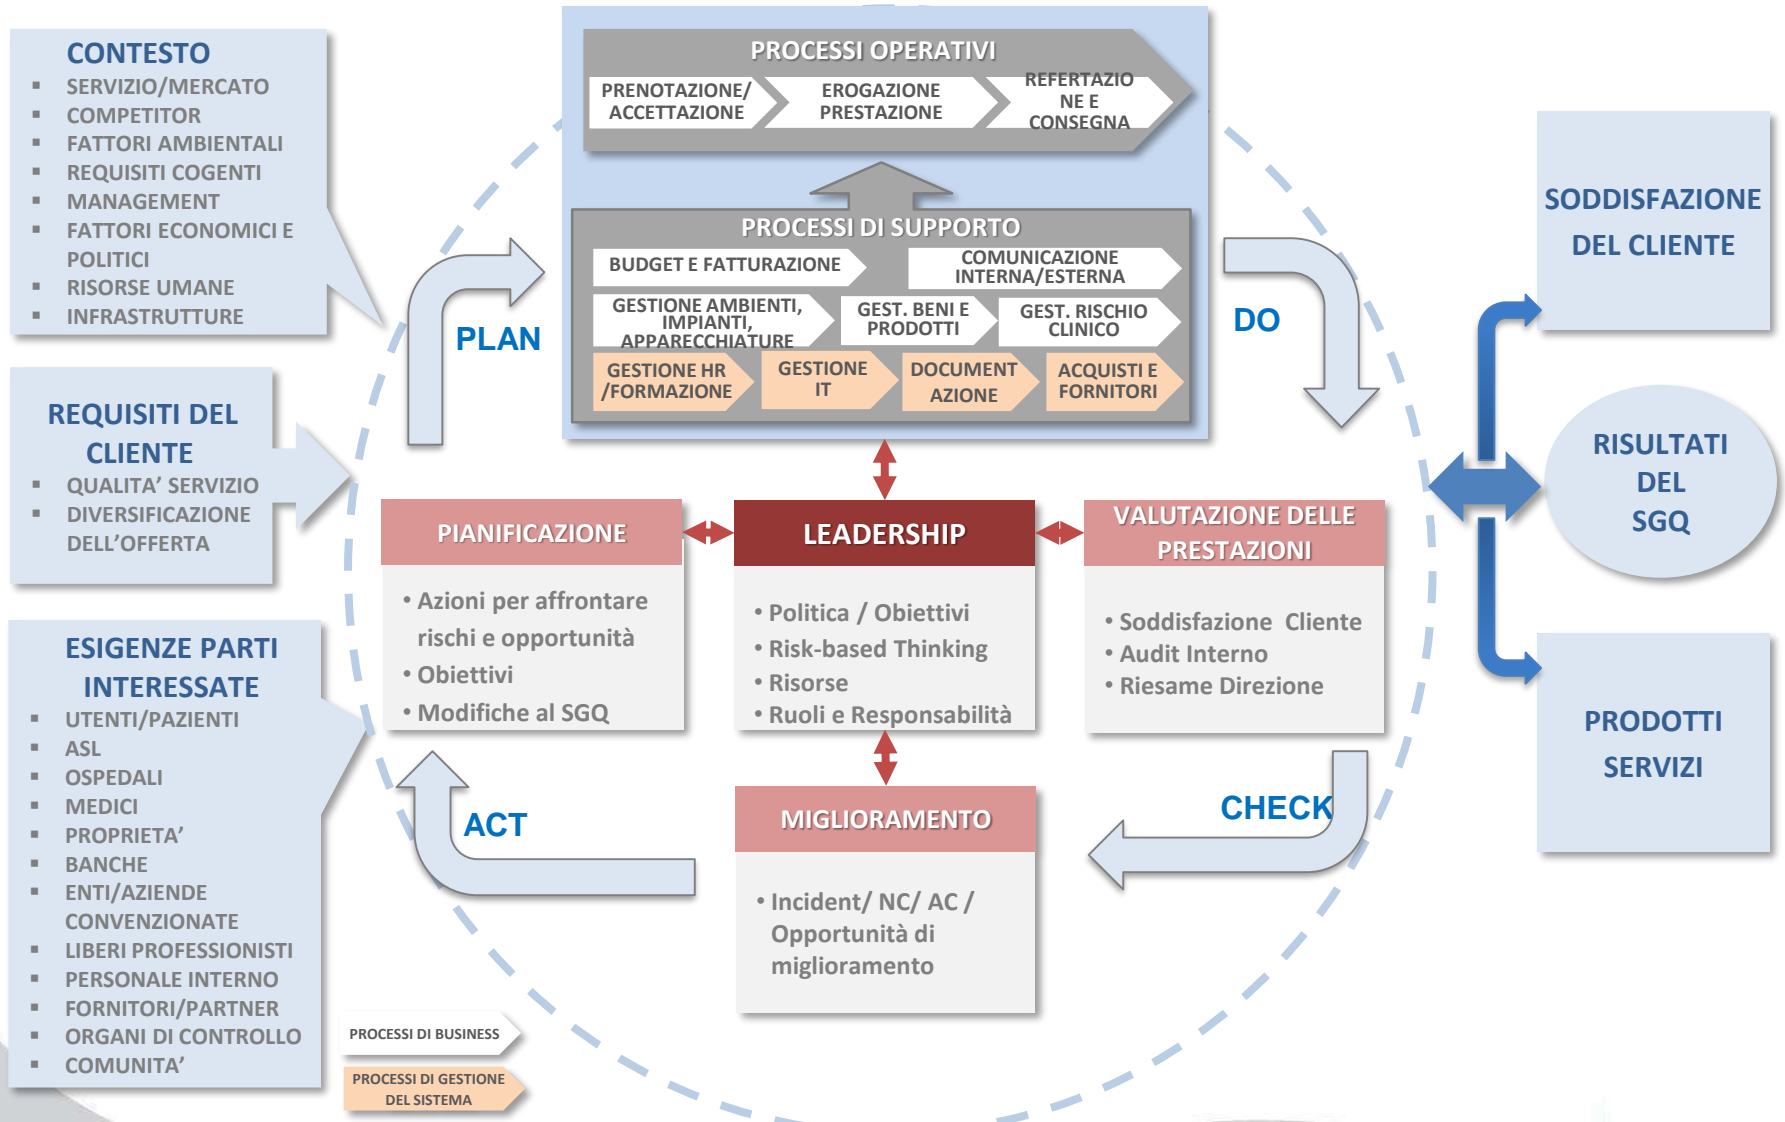 CONTESTO
▪ SERVIZIO/MERCATO
▪ COMPETITOR
▪ FATTORI AMBIENTALI
▪ REQUISITI COGENTI
▪ MANAGEMENT
▪ FATTORI ECONOMICI E
POLITICI
▪ RISORSE UMANE
▪ INFRASTRUTTURE
REQUISITI DEL
CLIENTE
▪ QUALITA’ SERVIZIO
▪ DIVERSIFICAZIONE
DELL’OFFERTA
ESIGENZE PARTI
INTERESSATE
▪ UTENTI/PAZIENTI
▪ ASL
▪ OSPEDALI
▪ MEDICI
▪ PROPRIETA’
▪ BANCHE
▪ ENTI/AZIENDE
CONVENZIONATE
▪ LIBERI PROFESSIONISTI
▪ PERSONALE INTERNO
▪ FORNITORI/PARTNER
▪ ORGANI DI CONTROLLO
▪ COMUNITA’
PROCESSI OPERATIVI
PRENOTAZIONE/
ACCETTAZIONE
EROGAZIONE
PRESTAZIONE
REFERTAZIO
NE E
CONSEGNA
PROCESSI DI SUPPORTO
BUDGET E FATTURAZIONE
COMUNICAZIONE
INTERNA/ESTERNA
GESTIONE AMBIENTI,
IMPIANTI,
APPARECCHIATURE
GEST. BENI E
PRODOTTI
GEST. RISCHIO
CLINICO
GESTIONE HR
/FORMAZIONE
GESTIONE
IT
DOCUMENT
AZIONE
ACQUISTI E
FORNITORI
PLAN
DO
PIANIFICAZIONE
• Azioni per affrontare
rischi e opportunità
• Obiettivi
• Modifiche al SGQ
LEADERSHIP
• Politica / Obiettivi
• Risk-based Thinking
• Risorse
• Ruoli e Responsabilità
VALUTAZIONE DELLE
PRESTAZIONI
• Soddisfazione Cliente
• Audit Interno
• Riesame Direzione
ACT
CHECK
MIGLIORAMENTO
• Incident/ NC/ AC /
Opportunità di
miglioramento
PROCESSI DI BUSINESS
PROCESSI DI GESTIONE
DEL SISTEMA
SODDISFAZIONE
DEL CLIENTE
RISULTATI
DEL
SGQ
PRODOTTI
SERVIZI